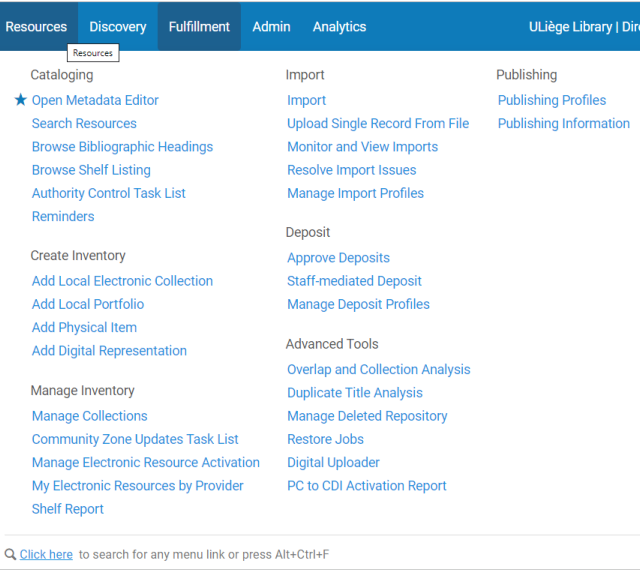 Resources Discovery Fulfillment Admin Analytics ULiège Library | Dire
Resources
Cataloging
Open Metadata Editor
Search Resources
Browse Bibliographic Headings
Browse Shelf Listing
Authority Control Task List
Reminders
Create Inventory
Add Local Electronic Collection
Add Local Portfolio
Add Physical Item
Add Digital Representation
Manage Inventory
Manage Collections
Community Zone Updates Task List
Manage Electronic Resource Activation
My Electronic Resources by Provider
Shelf Report
Import
Import
Upload Single Record From File
Monitor and View Imports
Resolve Import Issues
Manage Import Profiles
Deposit
Approve Deposits
Staff-mediated Deposit
Manage Deposit Profiles
Advanced Tools
Overlap and Collection Analysis
Duplicate Title Analysis
Manage Deleted Repository
Restore Jobs
Digital Uploader
PC to CDI Activation Report
Publishing
Publishing Profiles
Publishing Information
Click here to search for any menu link or press Alt+Ctrl+F